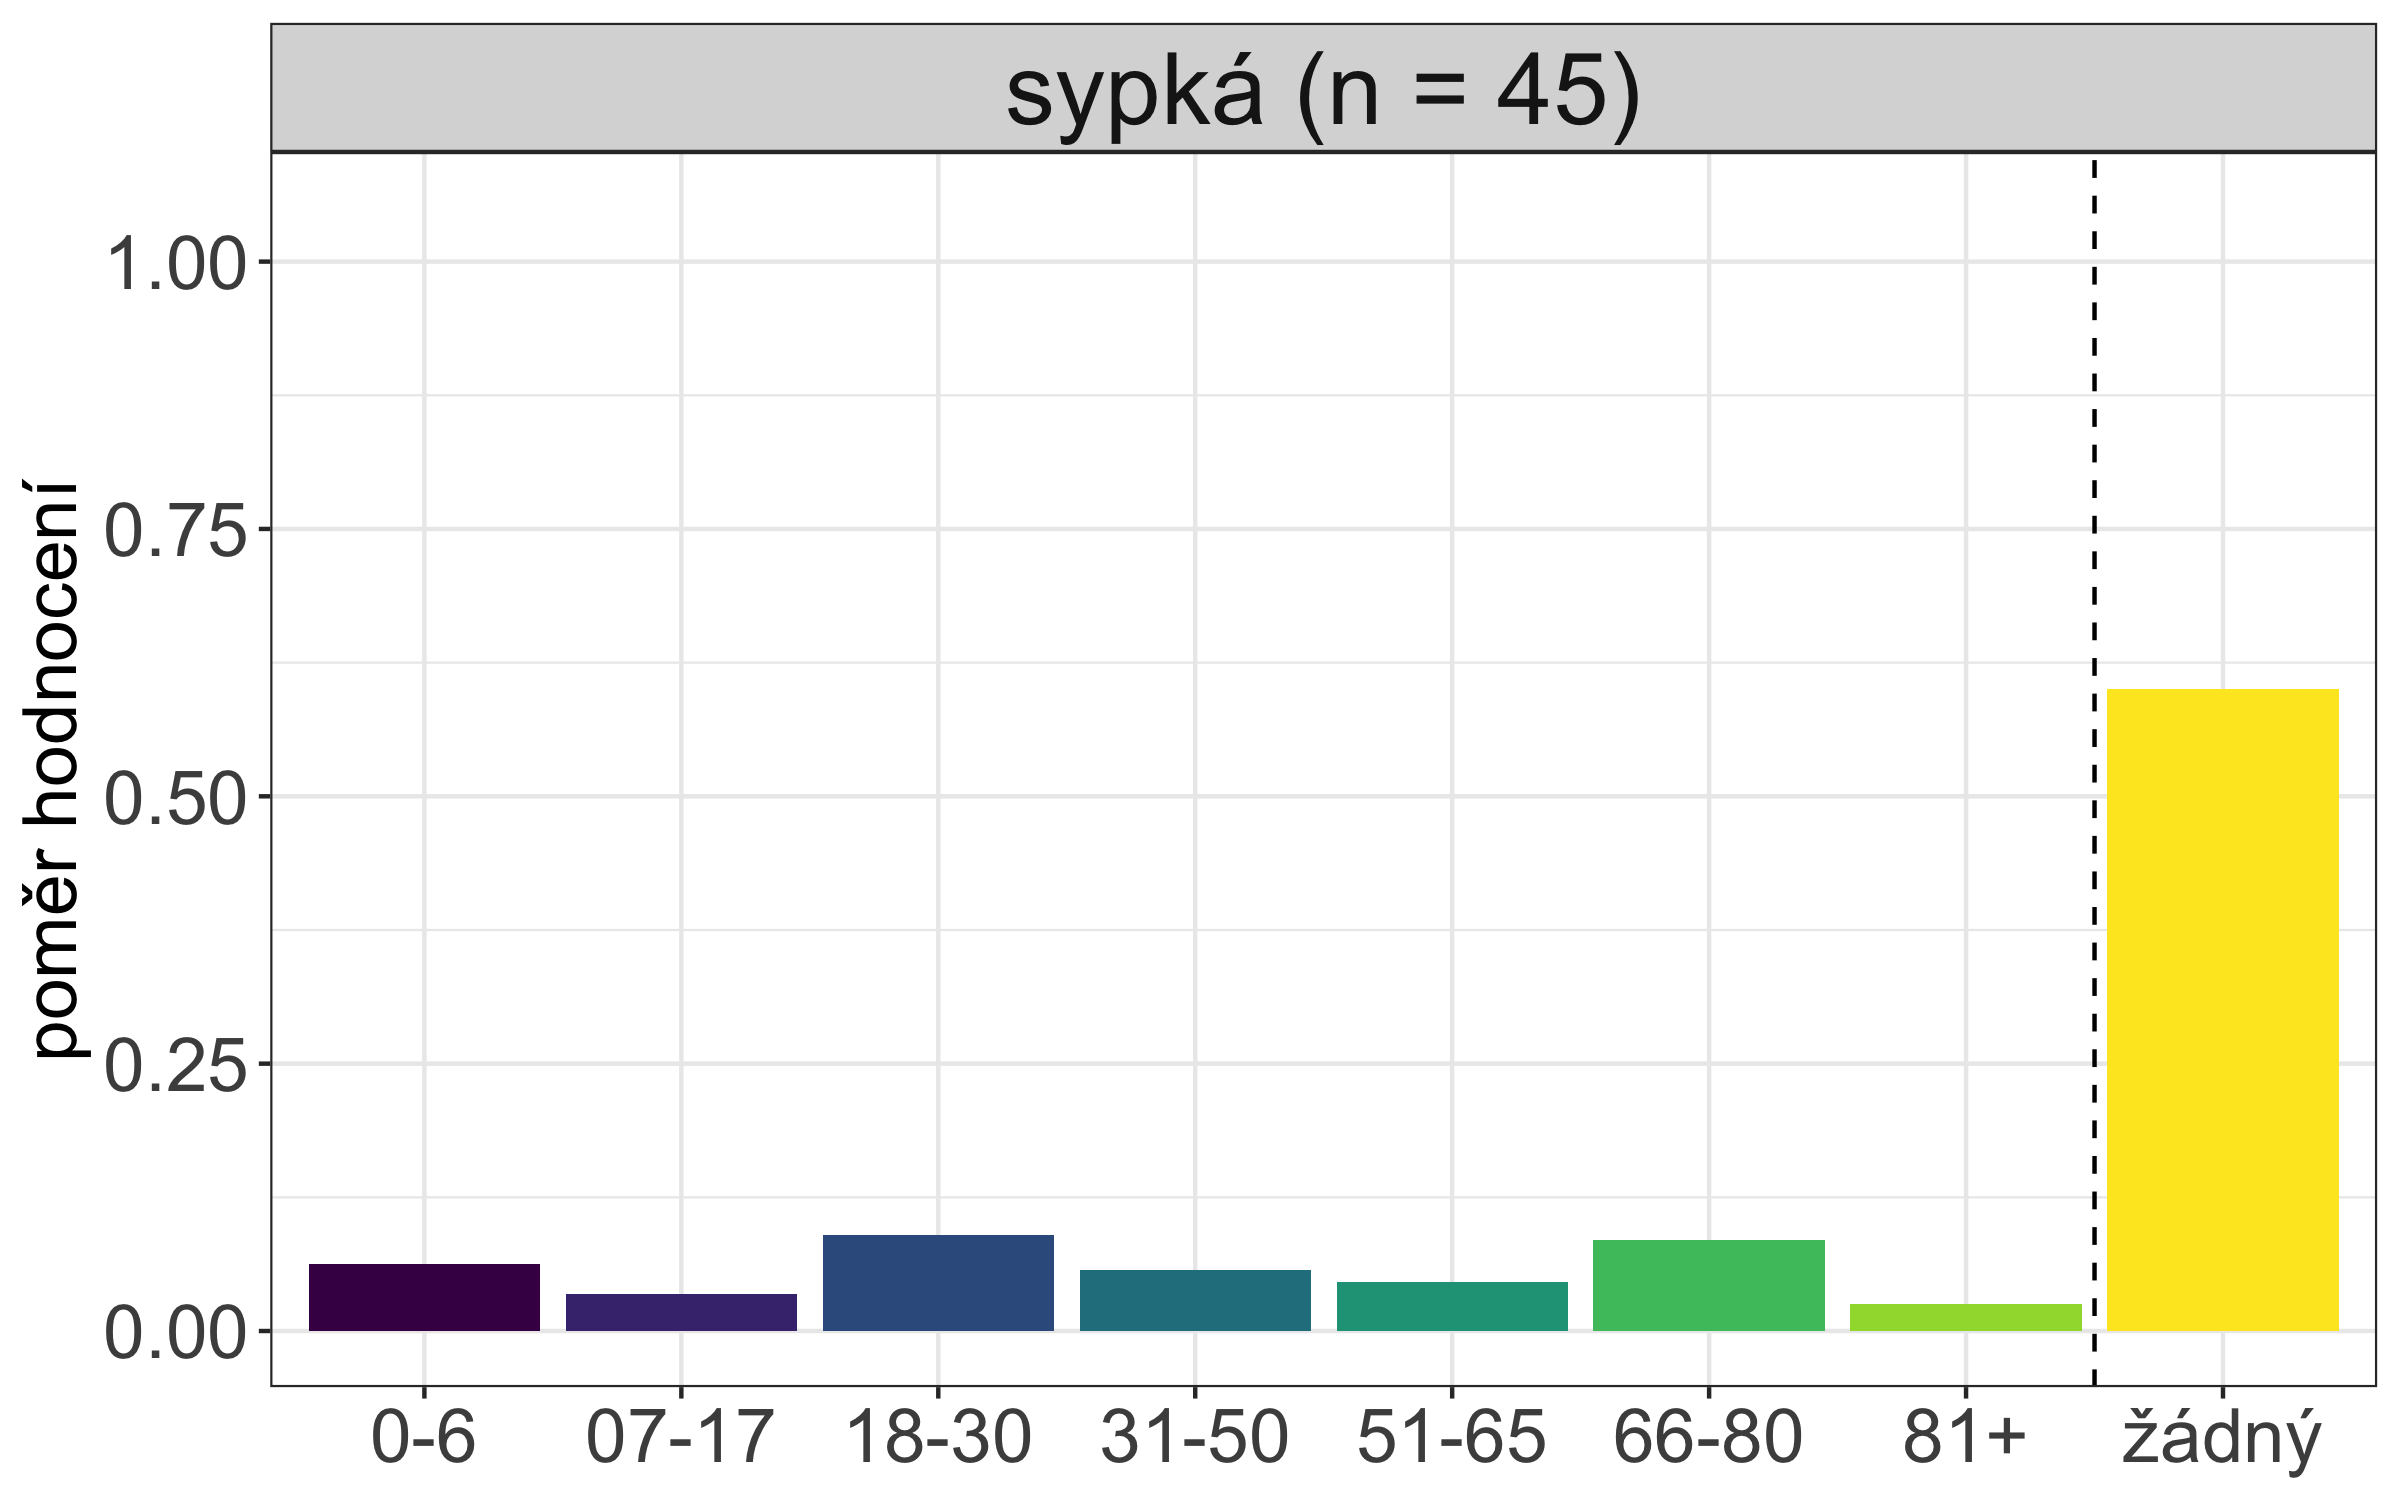 sypká (n = 45)
poměr hodnocení
1.00
0.75
0.50
0.25
0.00
0-6 07-17 18-30 31-50 51-65 66-80 81+ žádný